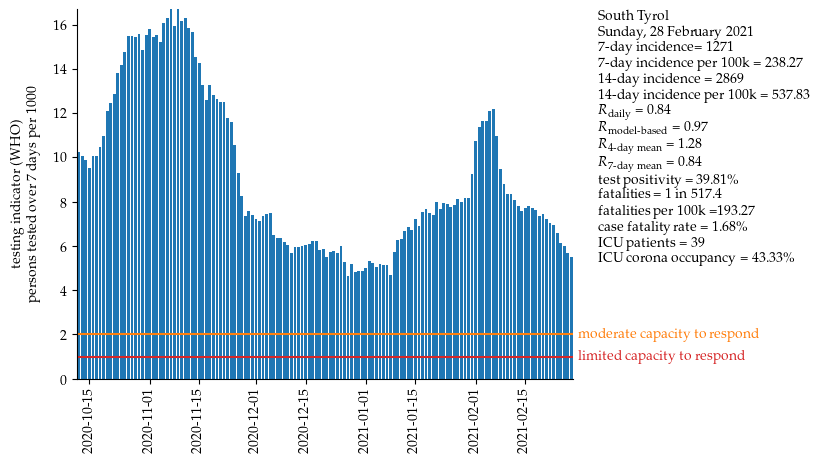 South Tyrol
Sunday, 28 February 2021
7-day incidence= 1271
7-day incidence per 100k = 238.27
14-day incidence = 2869
14-day incidence per 100k = 537.83
R_daily = 0.84
R_model-based = 0.97
R_4-day mean = 1.28
R_7-day mean = 0.84
test positivity = 39.81%
fatalities = 1 in 517.4
fatalities per 100k =193.27
case fatality rate = 1.68%
ICU patients = 39
ICU corona occupancy = 43.33%
testing indicator (WHO)
persons tested over 7 days per 1000
16
14
12
10
8
6
4
2
0
moderate capacity to respond
limited capacity to respond
2020-10-15
2020-11-01
2020-11-15
2020-12-01
2020-12-15
2021-01-01
2021-01-15
2021-02-01
2021-02-15